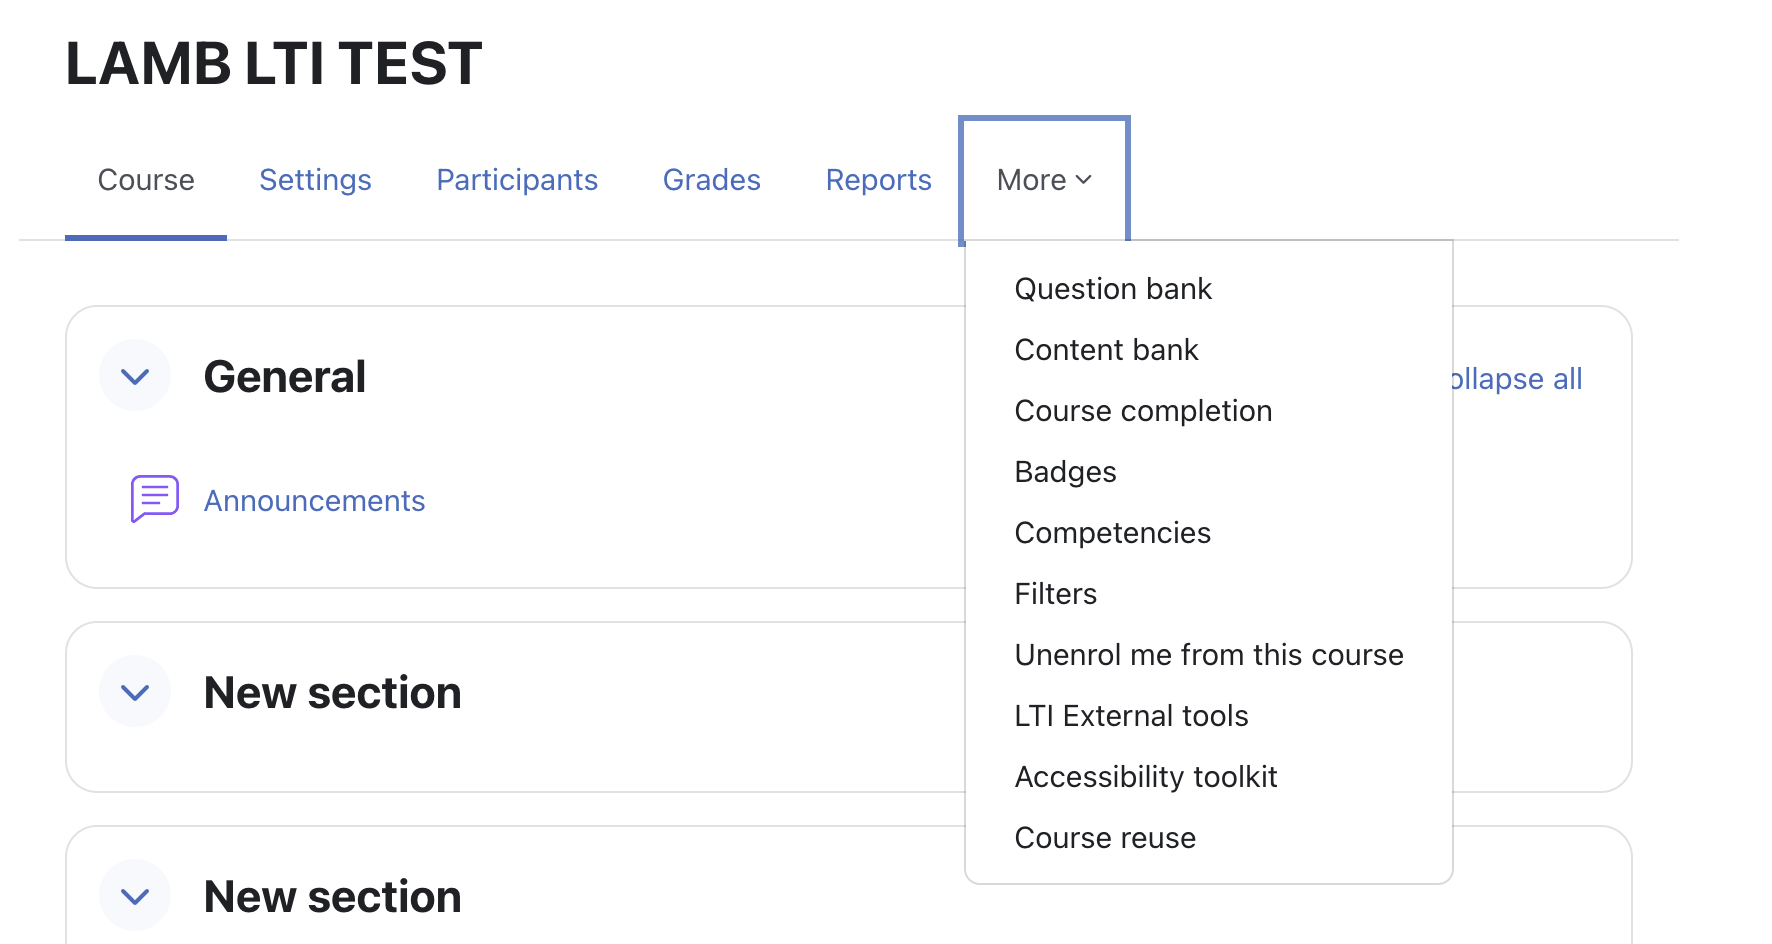 LAMB LTI TEST
Course Settings Participants Grades Reports More
Question bank
Content bank
Course completion
Badges
Competencies
Filters
Unenrol me from this course
LTI External tools
Accessibility toolkit
Course reuse
General
ollapse all
Announcements
New section
New section